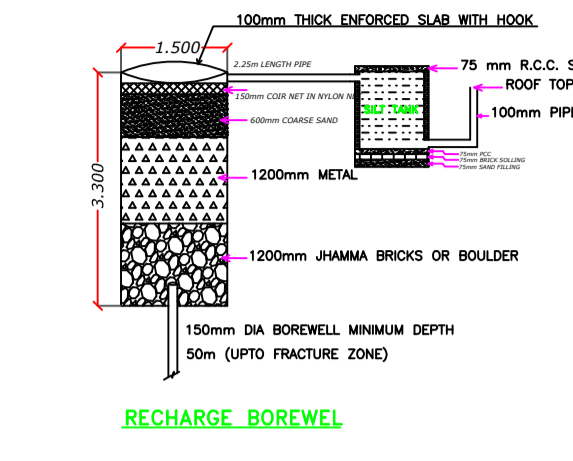 100mm THICK ENFORCED SLAB WITH HOOK
1.500
2.25m LENGTH PIPE
75 mm R.C.C.
ROOF TOP
150mm COIR NET IN NYLON
SILT TANK
100mm PIPE
600mm COARSE SAND
75mm PCC
75mm BRICK SOLLING
75mm SAND FILLING
1200mm METAL
3.300
1200mm JHAMMA BRICKS OR BOULDER
150mm DIA BOREWELL MINIMUM DEPTH
50m (UPTO FRACTURE ZONE)
RECHARGE BOREWEL